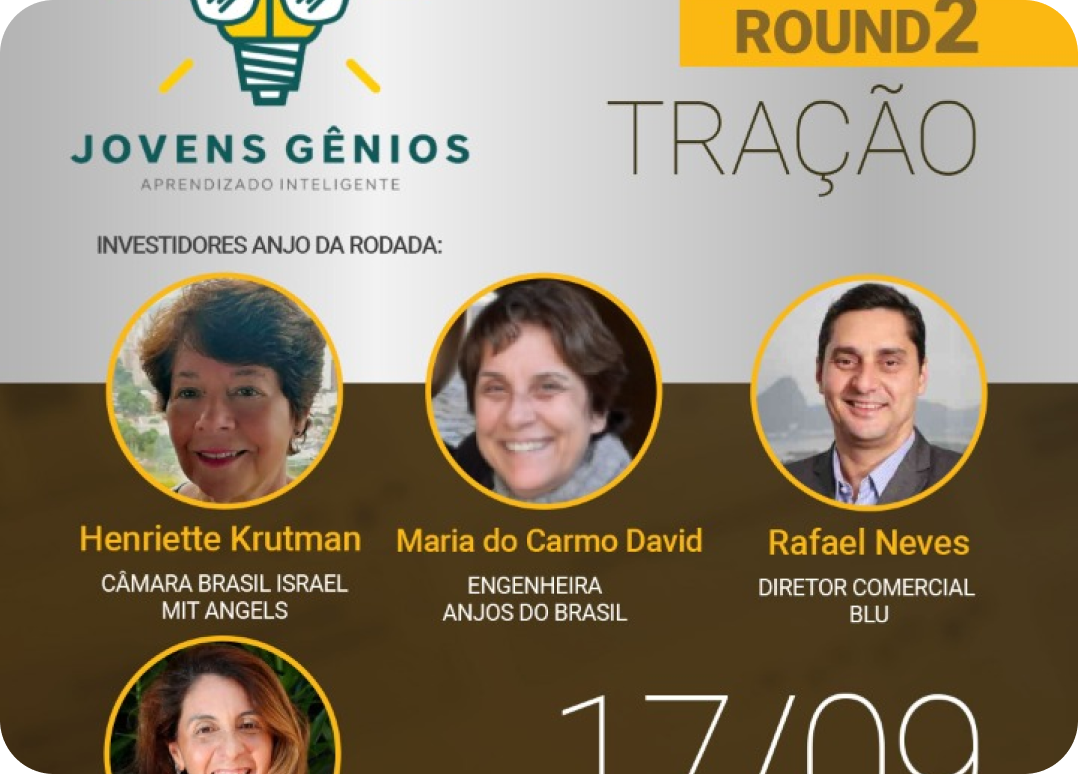 ROUND2
TRAÇÃO
JOVENS GÊNIOS
APRENDIZADO INTELIGENTE
INVESTIDORES ANJO DA RODADA:
Henriette Krutman
CÂMARA BRASIL ISRAEL
MIT ANGELS
Maria do Carmo David
ENGENHEIRA
ANJOS DO BRASIL
Rafael Neves
DIRETOR COMERCIAL
BLU
17/09